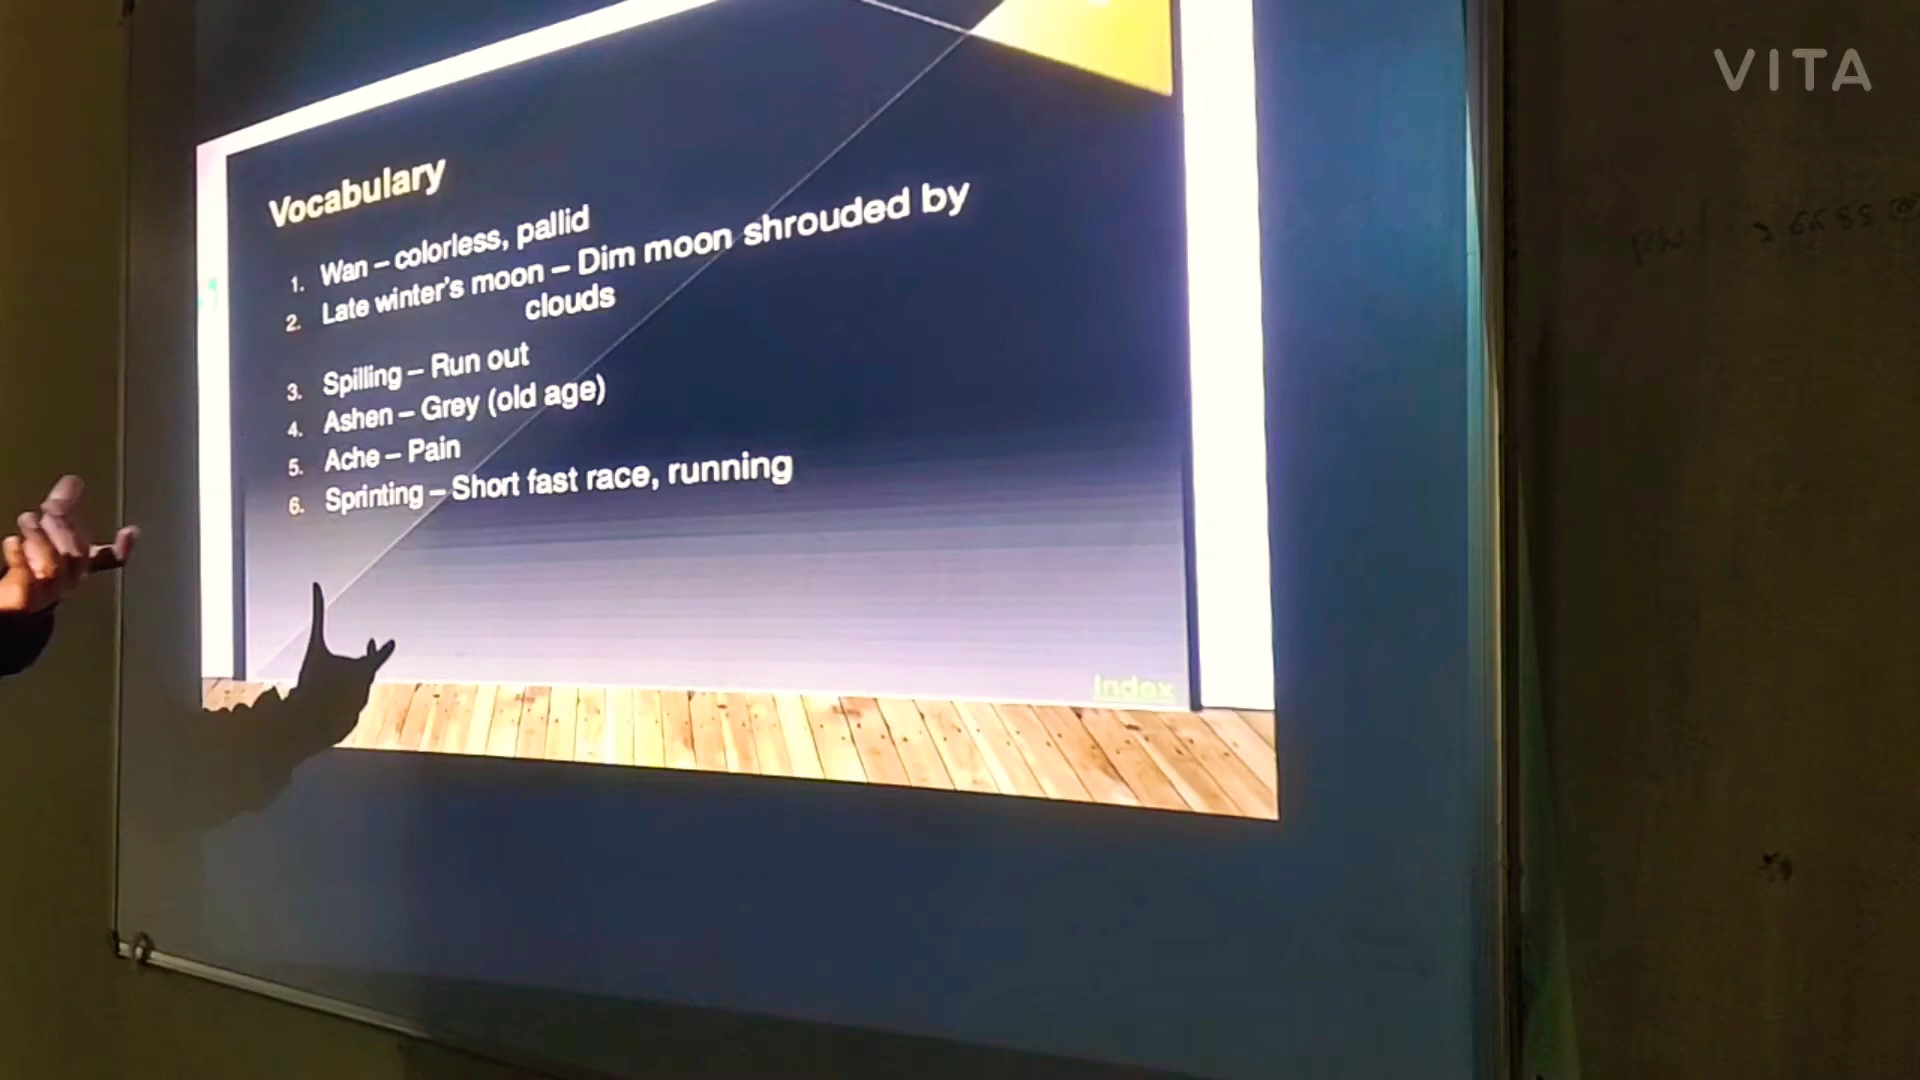 VITA
Vocabulary
1. Wan – colorless, pallid
2. Late winter's moon – Dim moon shrouded by
clouds
3. Spilling – Run out
4. Ashen – Grey (old age)
5. Ache – Pain
6. Sprinting – Short fast race, running
Index